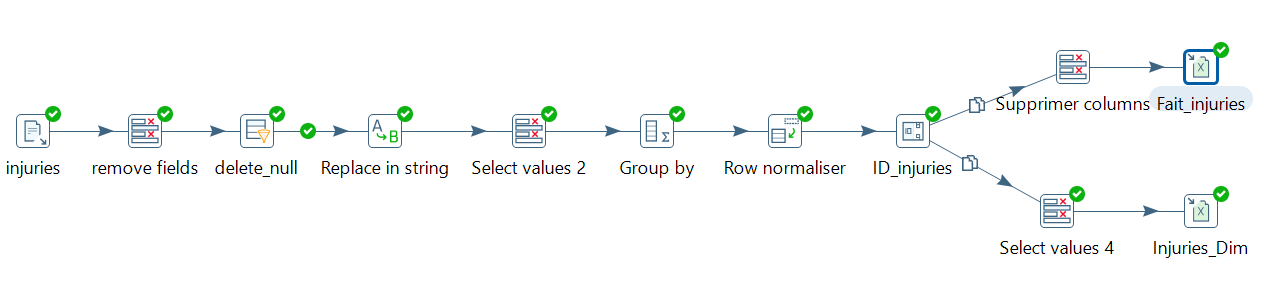 Supprimer columns
Fait_injuries
injuries
remove fields
delete_null
Replace in string
Select values 2
Group by
Row normaliser
ID_injuries
Select values 4
Injuries_Dim